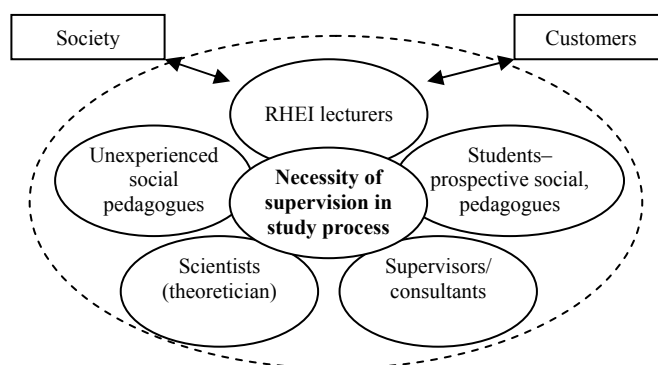 Society
Customers
RHEI lecturers
Unexperienced
social
pedagogues
Students–
prospective social,
pedagogues
Necessity of
supervision in
study process
Scientists
(theoretician)
Supervisors/
consultants